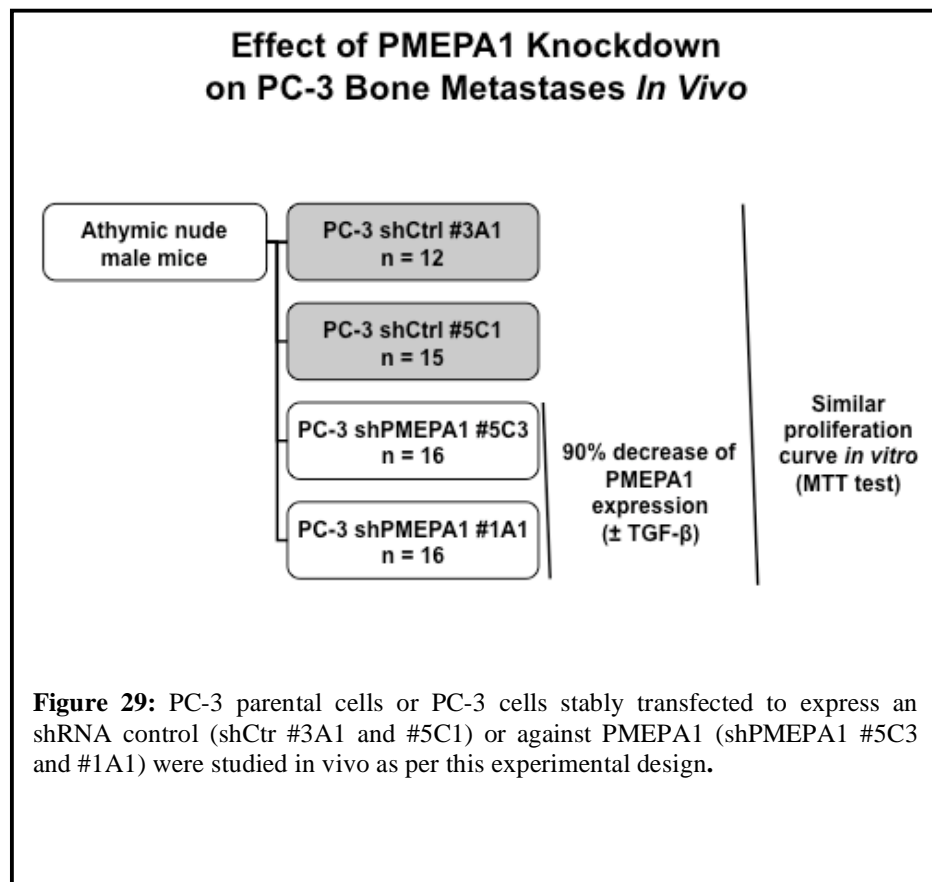 Effect of PMEPA1 Knockdown
on PC-3 Bone Metastases In Vivo
Athymic nude
male mice
PC-3 shCtrl #3A1
n = 12
PC-3 shCtrl #5C1
n = 15
PC-3 shPMEPA1 #5C3
n = 16
PC-3 shPMEPA1 #1A1
n = 16
90% decrease of
PMEPA1
expression
(± TGF-β)
Similar
proliferation
curve in vitro
(MTT test)
Figure 29: PC-3 parental cells or PC-3 cells stably transfected to express an
shRNA control (shCtr #3A1 and #5C1) or against PMEPA1 (shPMEPA1 #5C3
and #1A1) were studied in vivo as per this experimental design.